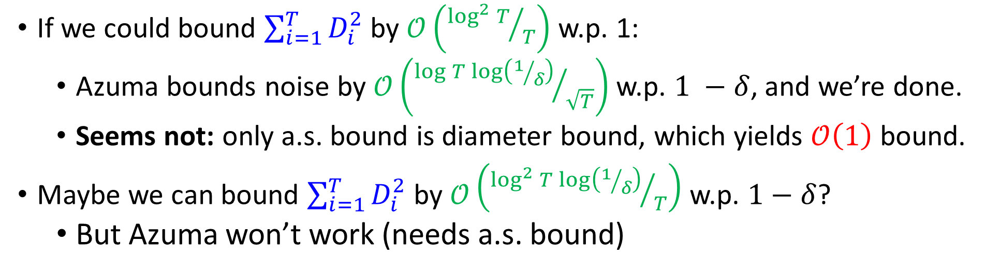 • If we could bound $\sum_{i=1}^{T} D_i^2$ by $\mathcal{O}\left({}^{\log^2 T}/_{T}\right)$ w.p. 1:
• Azuma bounds noise by $\mathcal{O}\left({}^{\log T \log(1/\delta)}/_{\sqrt{T}}\right)$ w.p. $1 - \delta$, and we’re done.
• Seems not: only a.s. bound is diameter bound, which yields $\mathcal{O}(1)$ bound.
• Maybe we can bound $\sum_{i=1}^{T} D_i^2$ by $\mathcal{O}\left({}^{\log^2 T \log(1/\delta)}/_{T}\right)$ w.p. $1 - \delta$?
• But Azuma won’t work (needs a.s. bound)